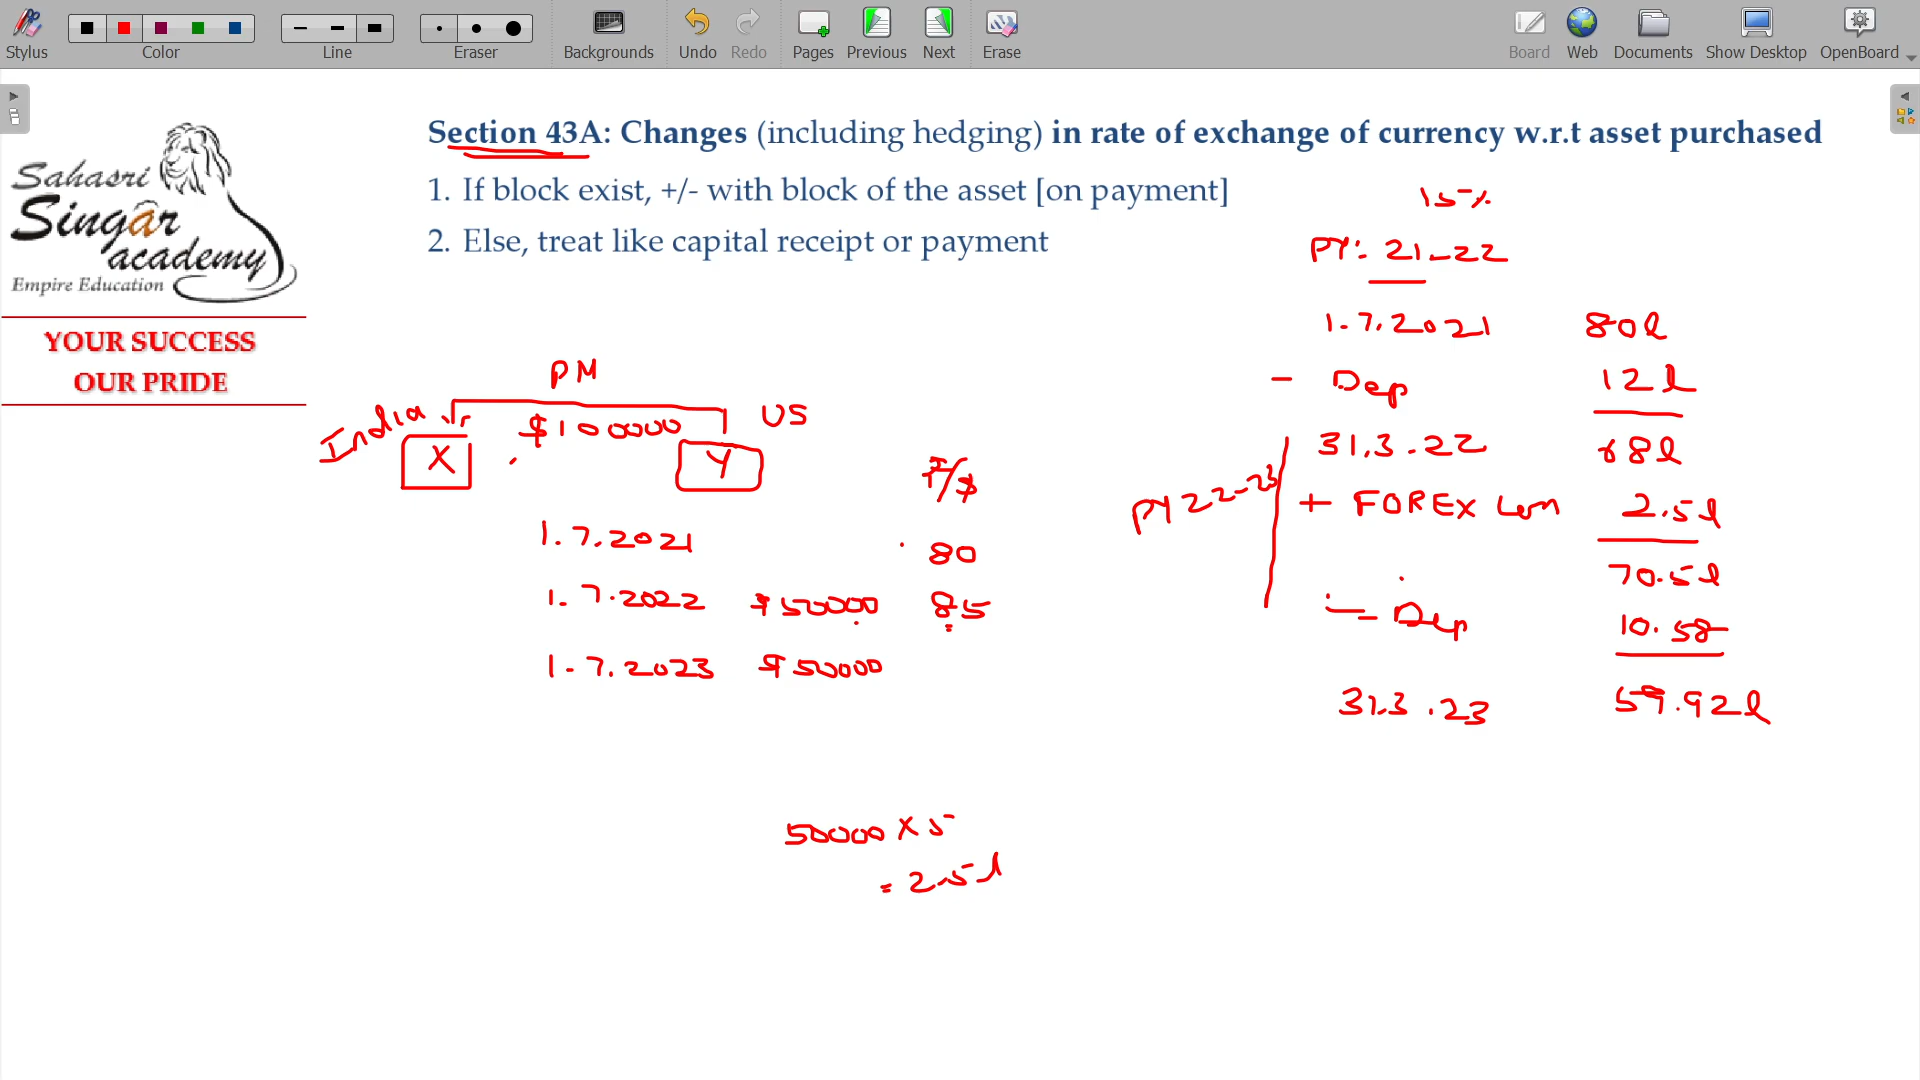 Stylus
Color
Line
Eraser
Backgrounds
Undo
Redo
Pages
Previous
Next
Erase
Board
Web
Documents
Show Desktop
OpenBoard
Sahasri
Singar
academy
Empire Education
YOUR SUCCESS
OUR PRIDE
Section 43A: Changes (including hedging) in rate of exchange of currency w.r.t asset purchased
1. If block exist, +/- with block of the asset [on payment]
2. Else, treat like capital receipt or payment
PM
India
$100000
US
X
Y
₹/$
1.7.2021 80
1.7.2022 $50000 85
1.7.2023 $50000
50000 X 5
= 2.5l
15%
PY: 21-22
1.7.2021 80l
- Dep 12l
31.3.22 68l
PY 22-23
+ FOREX Loss 2.5l
70.5l
- Dep 10.58
31.3.23 59.92l